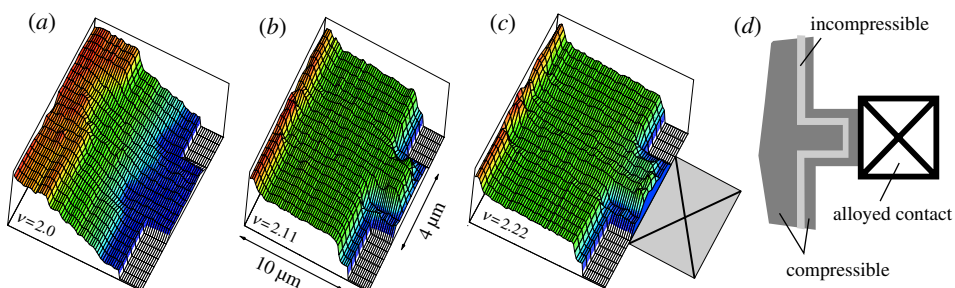 (a)
ν=2.0
(b)
ν=2.11
10 μm
4 μm
(c)
ν=2.22
(d)
incompressible
alloyed contact
compressible